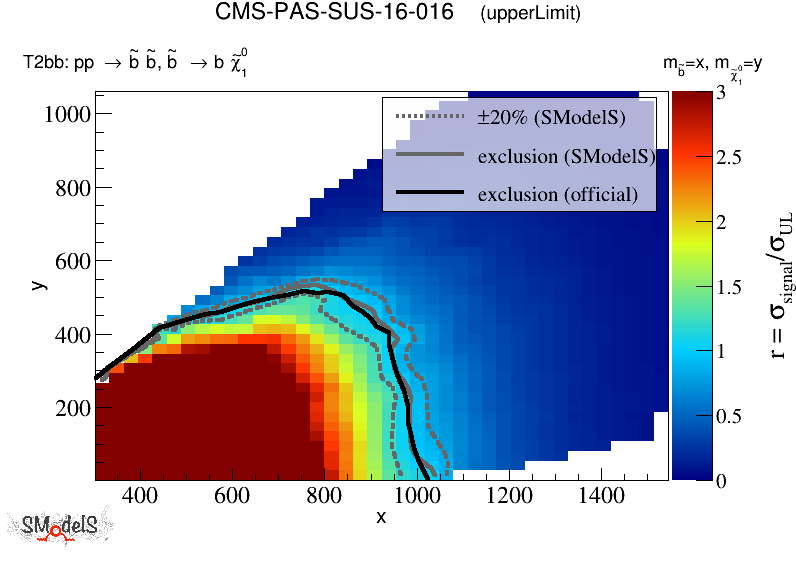 CMS-PAS-SUS-16-016 (upperLimit)
T2bb: pp → b̃ b̃, b̃ → b χ̃₁⁰
m_b̃=x, m_χ̃₁⁰=y
±20% (SModelS)
exclusion (SModelS)
exclusion (official)
1000
800
600
400
200
y
400 600 800 1000 1200 1400
x
3
2.5
2
1.5
1
0.5
0
r = σ_signal/σ_UL
SModelS